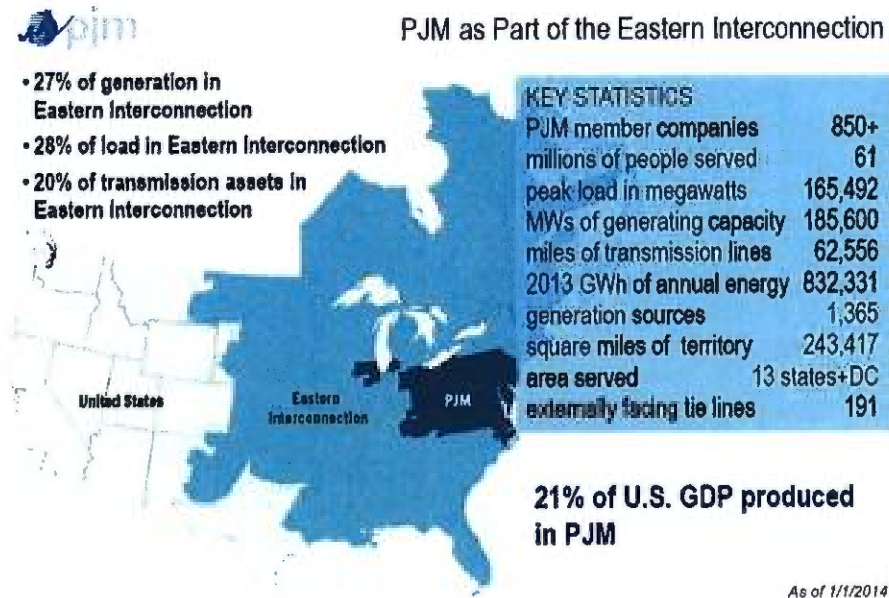 pjm
PJM as Part of the Eastern Interconnection
• 27% of generation in
Eastern Interconnection
• 28% of load in Eastern Interconnection
• 20% of transmission assets in
Eastern Interconnection
KEY STATISTICS
PJM member companies 850+
millions of people served 61
peak load in megawatts 165,492
MWs of generating capacity 185,600
miles of transmission lines 62,556
2013 GWh of annual energy 832,331
generation sources 1,365
square miles of territory 243,417
area served 13 states+DC
externally facing tie lines 191
United States
Eastern
Interconnection
PJM
21% of U.S. GDP produced
in PJM
As of 1/1/2014